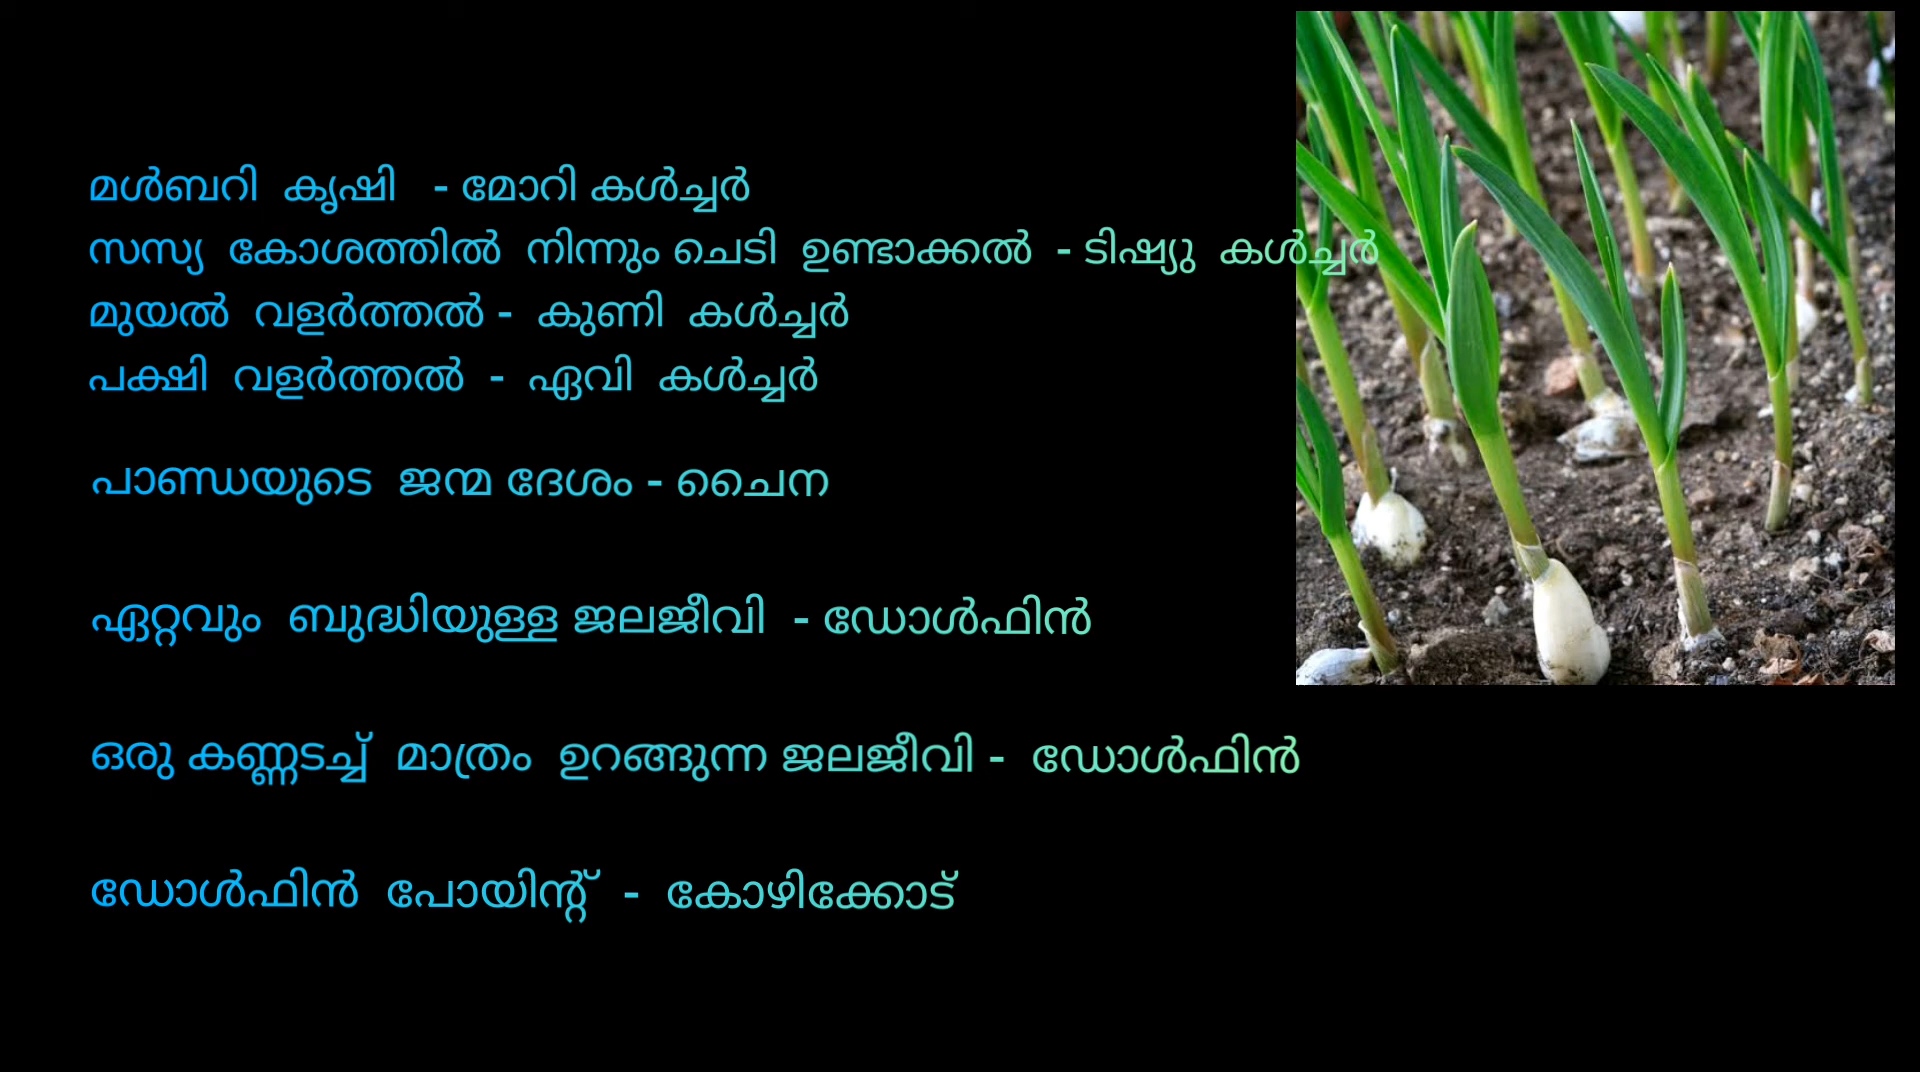 മൾബറി കൃഷി - മോറി കൾച്ചർ
സസ്യ കോശത്തിൽ നിന്നും ചെടി ഉണ്ടാക്കൽ - ടിഷ്യു കൾച്ചർ
മുയൽ വളർത്തൽ - കുണി കൾച്ചർ
പക്ഷി വളർത്തൽ - ഏവി കൾച്ചർ
പാണ്ഡയുടെ ജന്മ ദേശം - ചൈന
ഏറ്റവും ബുദ്ധിയുള്ള ജലജീവി - ഡോൾഫിൻ
ഒരു കണ്ണടച്ച് മാത്രം ഉറങ്ങുന്ന ജലജീവി - ഡോൾഫിൻ
ഡോൾഫിൻ പോയിന്റ് - കോഴിക്കോട്